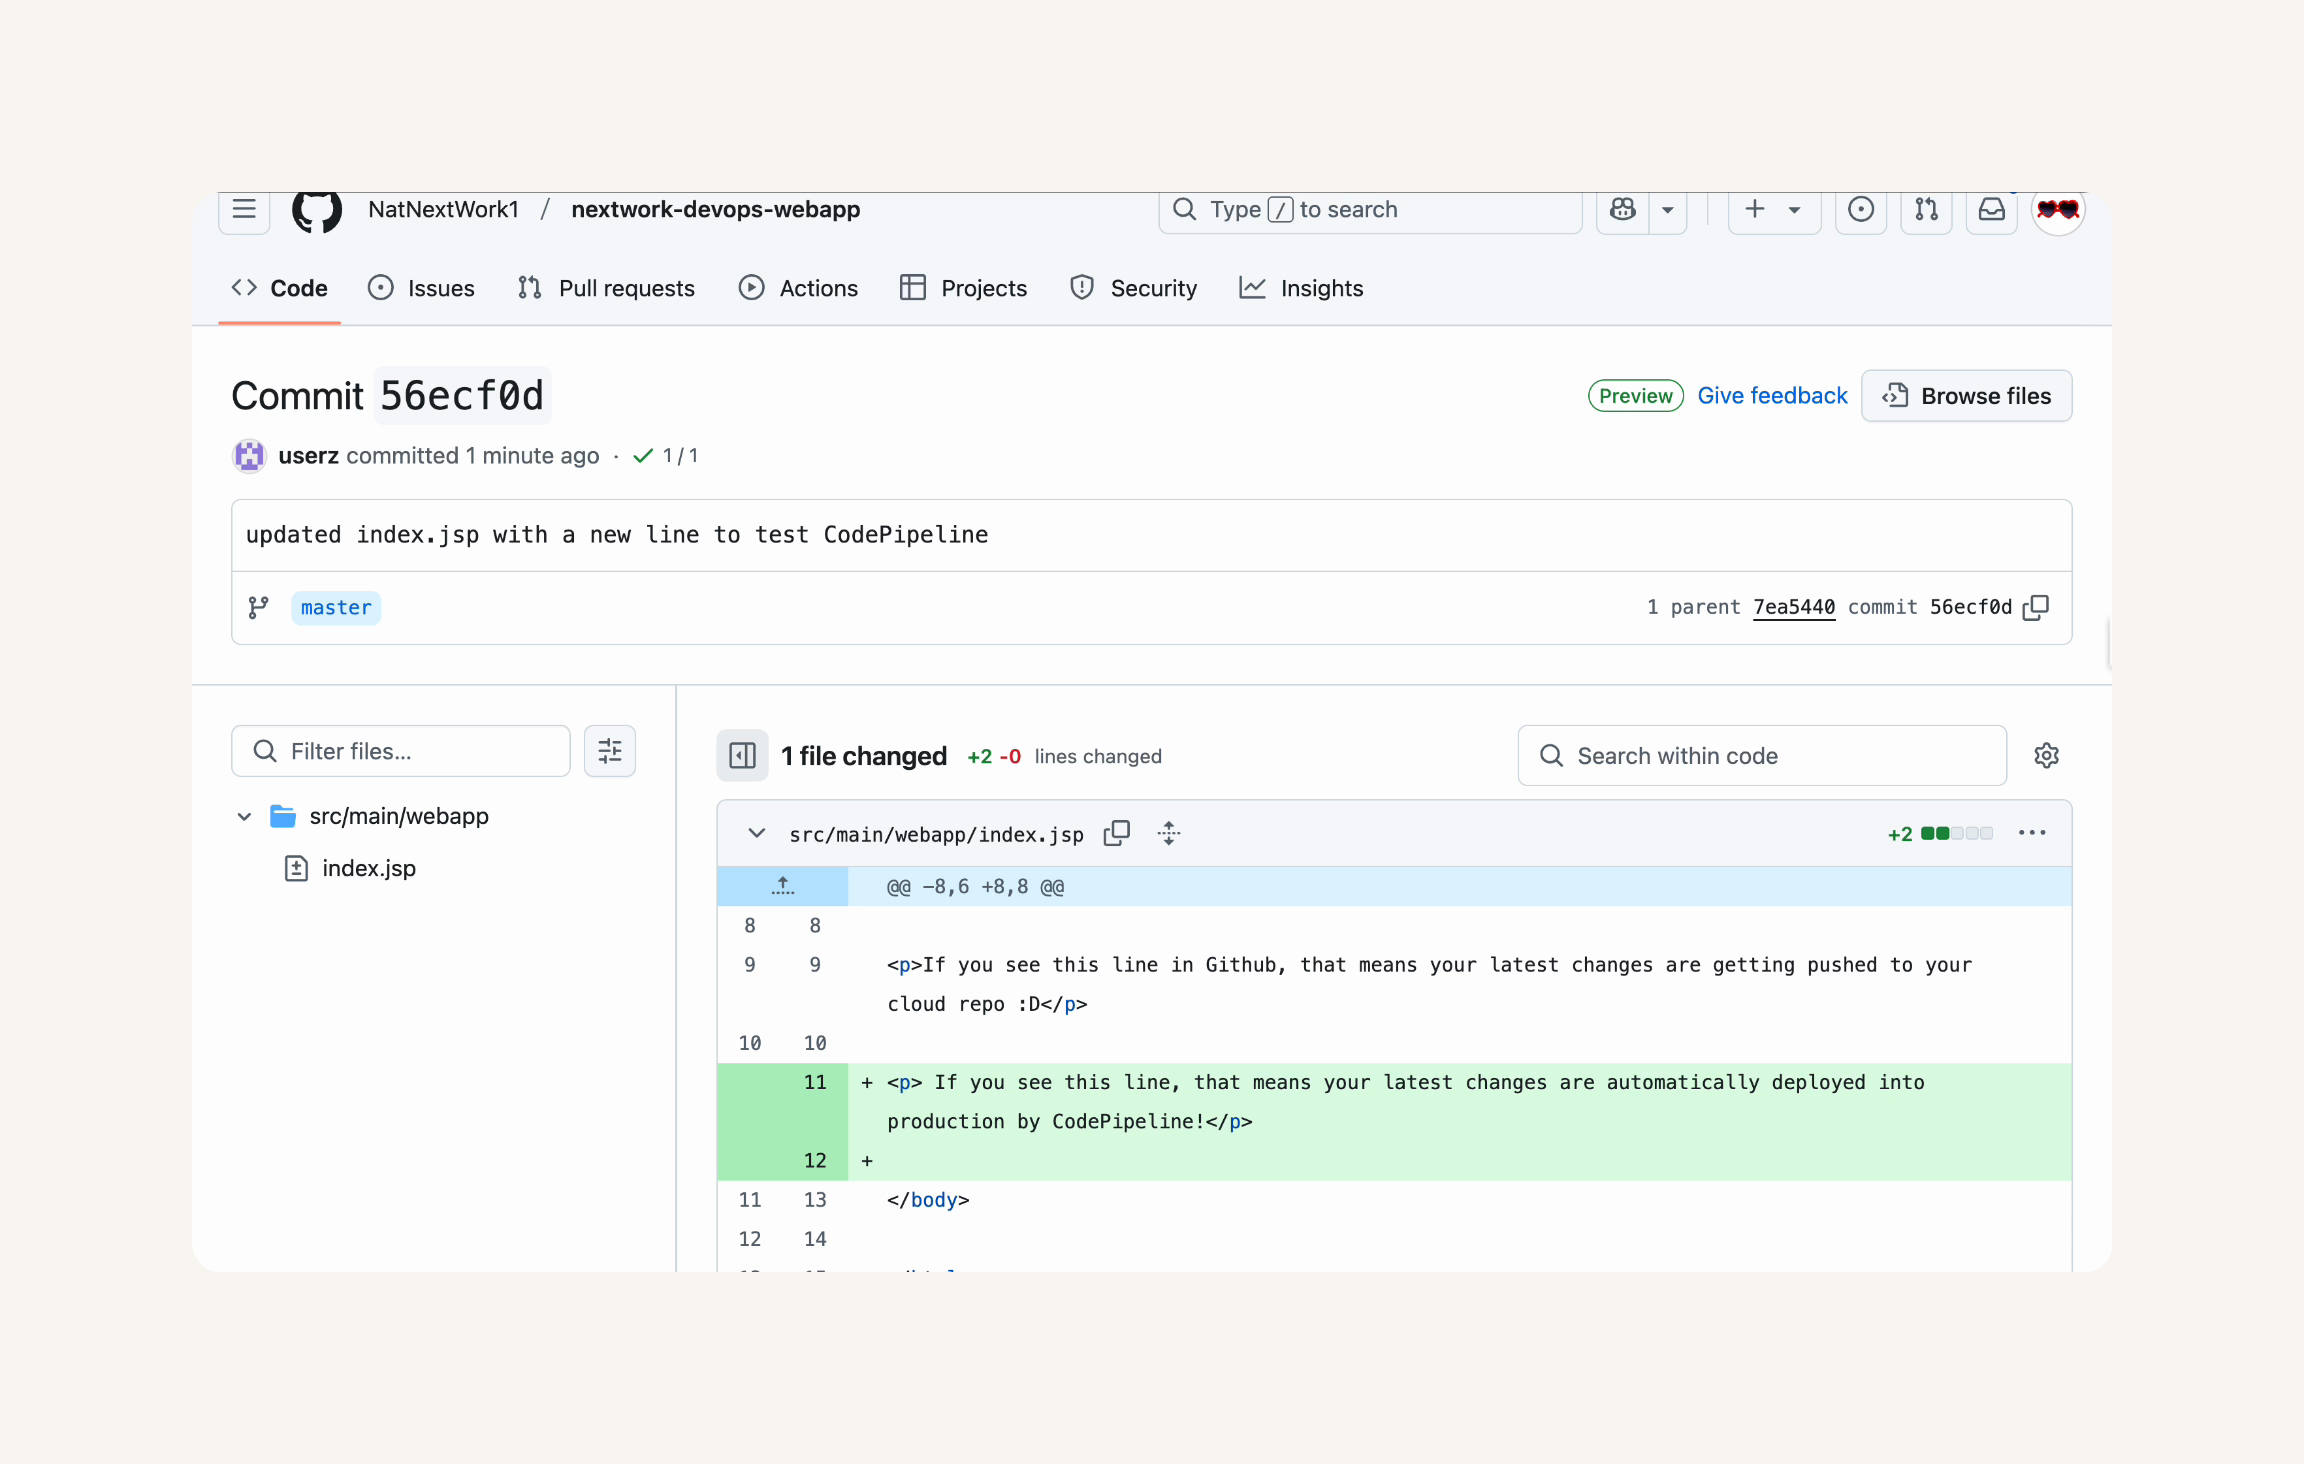 NatNextWork1 / nextwork-devops-webapp
Type / to search
Code Issues Pull requests Actions Projects Security Insights
Commit 56ecf0d
Preview Give feedback Browse files
userz committed 1 minute ago · 1 / 1
updated index.jsp with a new line to test CodePipeline
master
1 parent 7ea5440 commit 56ecf0d
Filter files...
src/main/webapp
index.jsp
1 file changed +2 -0 lines changed
Search within code
src/main/webapp/index.jsp
+2
@@ -8,6 +8,8 @@
8 8
9 9 <p>If you see this line in Github, that means your latest changes are getting pushed to your
cloud repo :D</p>
10 10
11 + <p> If you see this line, that means your latest changes are automatically deployed into
production by CodePipeline!</p>
12 +
11 13 </body>
12 14